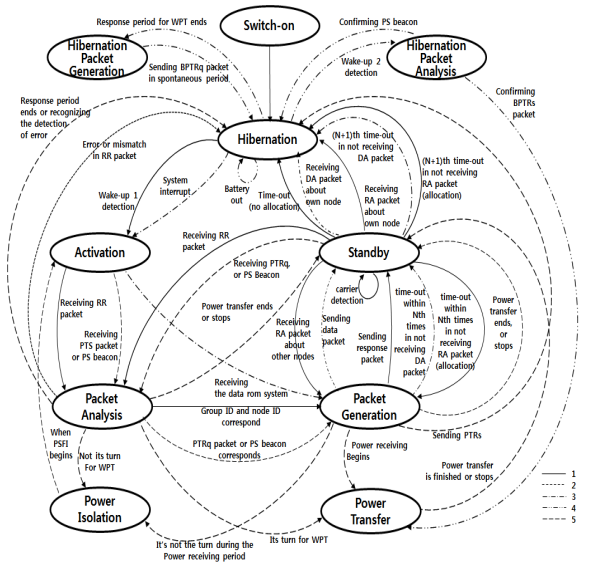 Response period for WPT ends
Switch-on
Confirming PS beacon
Hibernation
Packet
Generation
Sending BPTRq packet
in spontaneous period
Wake-up 2
detection
Hibernation
Packet
Analysis
Confirming
BPTRs
packet
Response period
ends or recognizing
the detection
of error
Error or mismatch
in RR packet
Hibernation
(N+1)th time-out
in not receiving
DA packet
(N+1)th time-out
in not receiving
RA packet
(allocation)
Receiving
DA packet
about
own node
Receiving
RA packet
about
own node
System
interrupt
Wake-up 1
detection
Battery
out
Time-out
(no allocation)
Receiving RR
packet
Activation
Standby
Receiving PTRq,
or PS Beacon
carrier
detection
Receiving RR
packet
Receiving
PTS packet
or PS beacon
Power transfer ends
or stops
Receiving
RA packet
about
other nodes
Sending
data
packet
Sending
response
packet
time-out
within
Nth
times
in not
receiving
DA
packet
time-out
within
Nth times
in not
receiving
RA packet
(allocation)
Power
transfer
ends,
or
stops
Receiving
the data rom system
Packet
Analysis
Group ID and node ID
correspond
Packet
Generation
When
PSFI
begins
Not its turn
For WPT
PTRq packet or PS beacon
corresponds
Sending PTRs
Power receiving
Begins
Power transfer
is finished or stops
Power
Isolation
Power
Transfer
It's not the turn during the
Power receiving period
Its turn for WPT
1
2
3
4
5